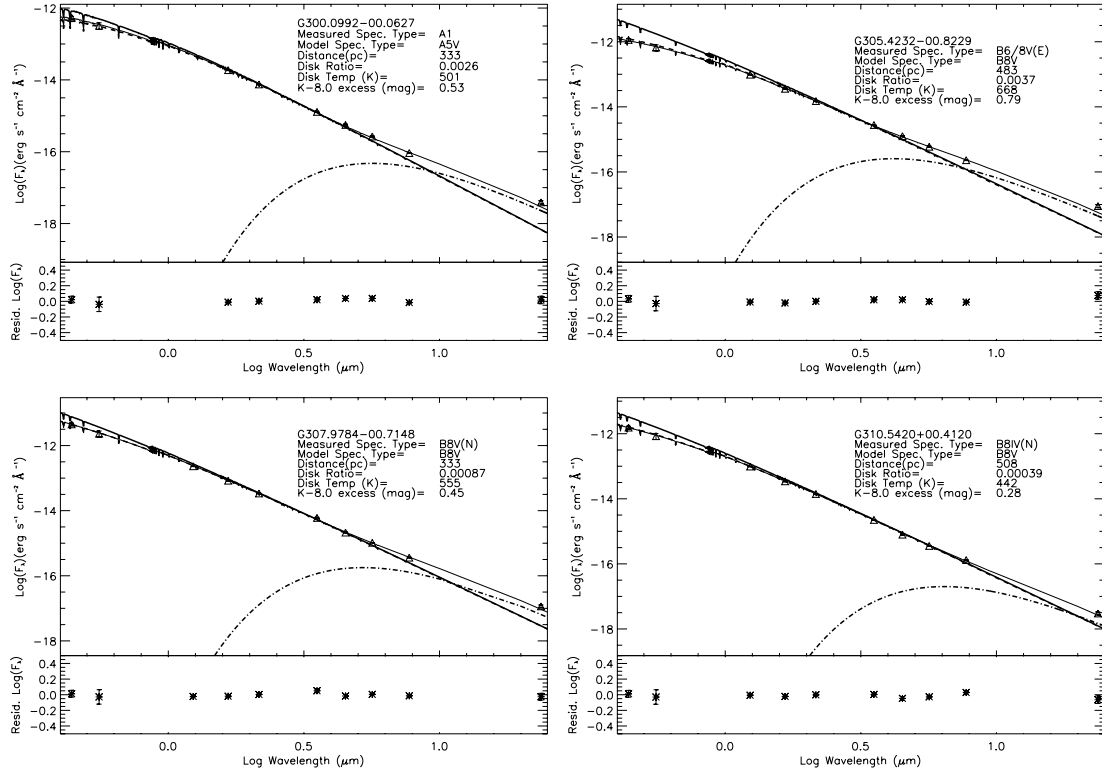 G300.0992−00.0627
Measured Spec. Type= A1
Model Spec. Type= A5V
Distance(pc)= 333
Disk Ratio= 0.0026
Disk Temp (K)= 501
K−8.0 excess (mag)= 0.53
Log(Fλ)(erg s⁻¹ cm⁻² Å⁻¹)
−12
−14
−16
−18
Resid. Log(Fλ)
0.4
0.2
0.0
−0.2
−0.4
0.0 0.5 1.0
Log Wavelength (μm)
G305.4232−00.8229
Measured Spec. Type= B6/8V(E)
Model Spec. Type= B8V
Distance(pc)= 483
Disk Ratio= 0.0037
Disk Temp (K)= 668
K−8.0 excess (mag)= 0.79
Log(Fλ)(erg s⁻¹ cm⁻² Å⁻¹)
−12
−14
−16
−18
Resid. Log(Fλ)
0.4
0.2
0.0
−0.2
−0.4
0.0 0.5 1.0
Log Wavelength (μm)
G307.9784−00.7148
Measured Spec. Type= B8V(N)
Model Spec. Type= B8V
Distance(pc)= 333
Disk Ratio= 0.00087
Disk Temp (K)= 555
K−8.0 excess (mag)= 0.45
Log(Fλ)(erg s⁻¹ cm⁻² Å⁻¹)
−12
−14
−16
−18
Resid. Log(Fλ)
0.4
0.2
0.0
−0.2
−0.4
0.0 0.5 1.0
Log Wavelength (μm)
G310.5420+00.4120
Measured Spec. Type= B8IV(N)
Model Spec. Type= B8V
Distance(pc)= 508
Disk Ratio= 0.00039
Disk Temp (K)= 442
K−8.0 excess (mag)= 0.28
Log(Fλ)(erg s⁻¹ cm⁻² Å⁻¹)
−12
−14
−16
−18
Resid. Log(Fλ)
0.4
0.2
0.0
−0.2
−0.4
0.0 0.5 1.0
Log Wavelength (μm)